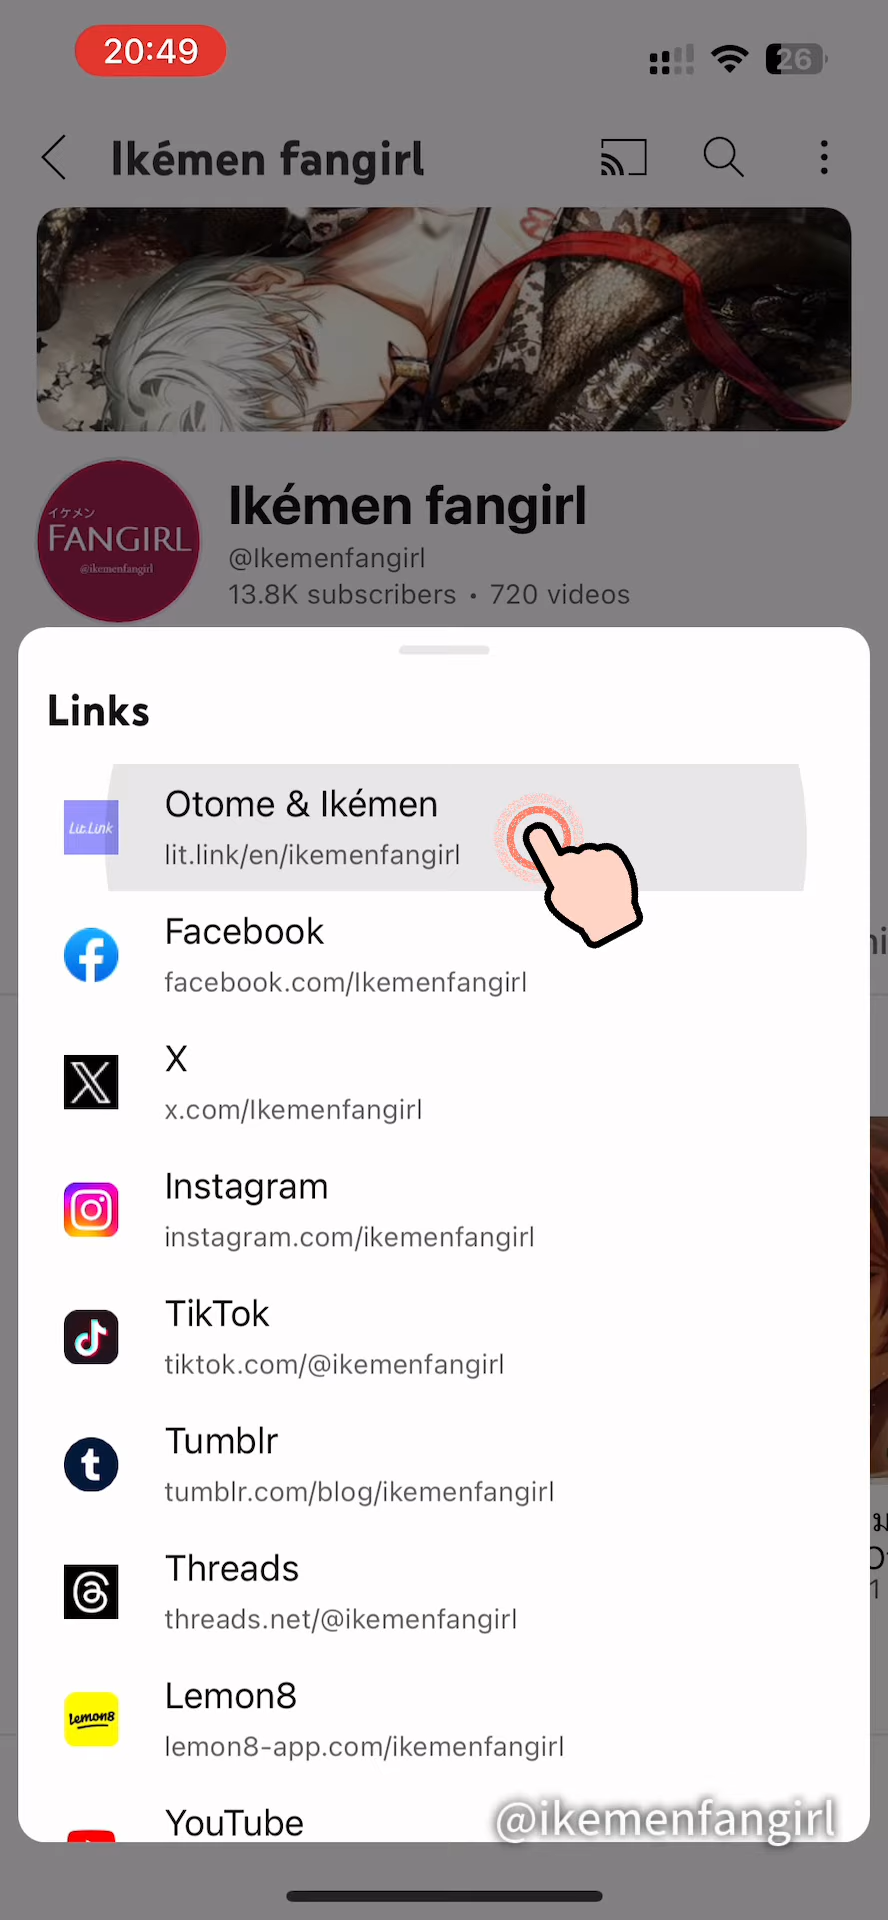 20:49
26
Ikémen fangirl
イケメン
FANGIRL
@ikemenfangirl
Ikémen fangirl
@Ikemenfangirl
13.8K subscribers • 720 videos
Links
Lit.Link
Otome & Ikémen
lit.link/en/ikemenfangirl
Facebook
facebook.com/Ikemenfangirl
X
x.com/Ikemenfangirl
Instagram
instagram.com/ikemenfangirl
TikTok
tiktok.com/@ikemenfangirl
Tumblr
tumblr.com/blog/ikemenfangirl
Threads
threads.net/@ikemenfangirl
Lemon8
Lemon8
lemon8-app.com/ikemenfangirl
YouTube
@ikemenfangirl